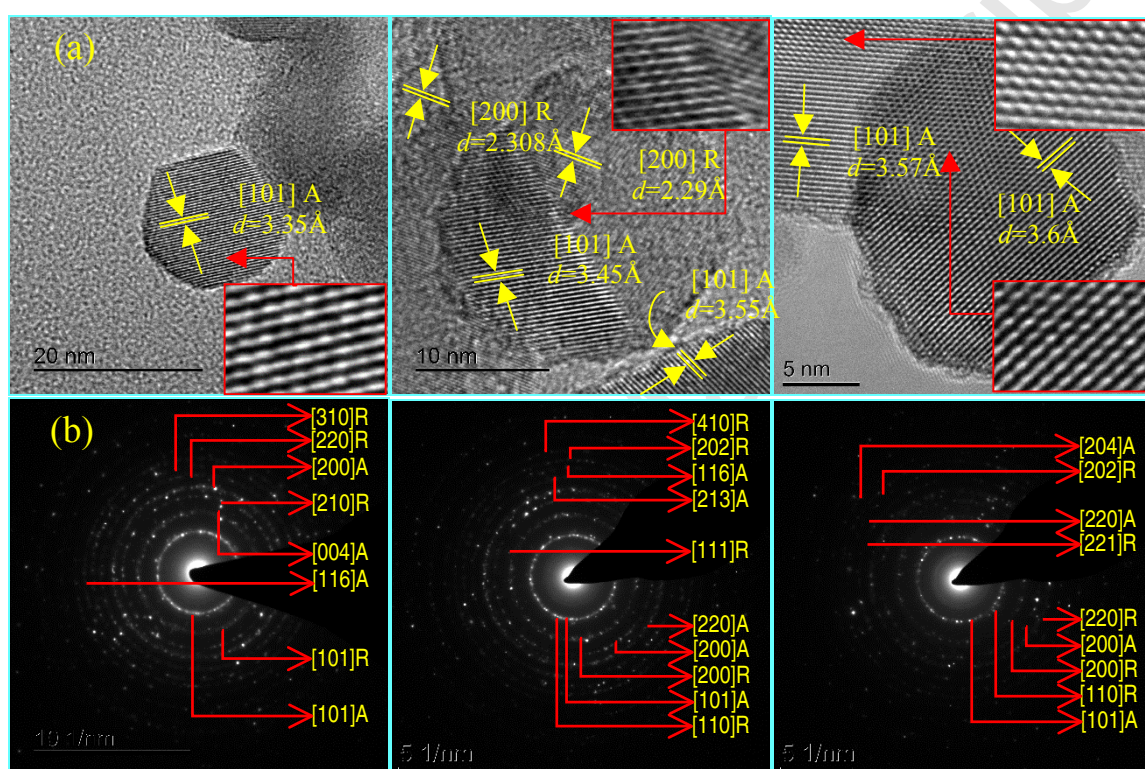 (a)
[101] A
d=3.35Å
20 nm
[200] R
d=2.308Å
[200] R
d=2.29Å
[101] A
d=3.45Å
[101] A
d=3.55Å
10 nm
[101] A
d=3.57Å
[101] A
d=3.6Å
5 nm
(b)
[310]R
[220]R
[200]A
[210]R
[004]A
[116]A
[101]R
[101]A
10 1/nm
[410]R
[202]R
[116]A
[213]A
[111]R
[220]A
[200]A
[200]R
[101]A
[110]R
5 1/nm
[204]A
[202]R
[220]A
[221]R
[220]R
[200]A
[200]R
[110]R
[101]A
5 1/nm